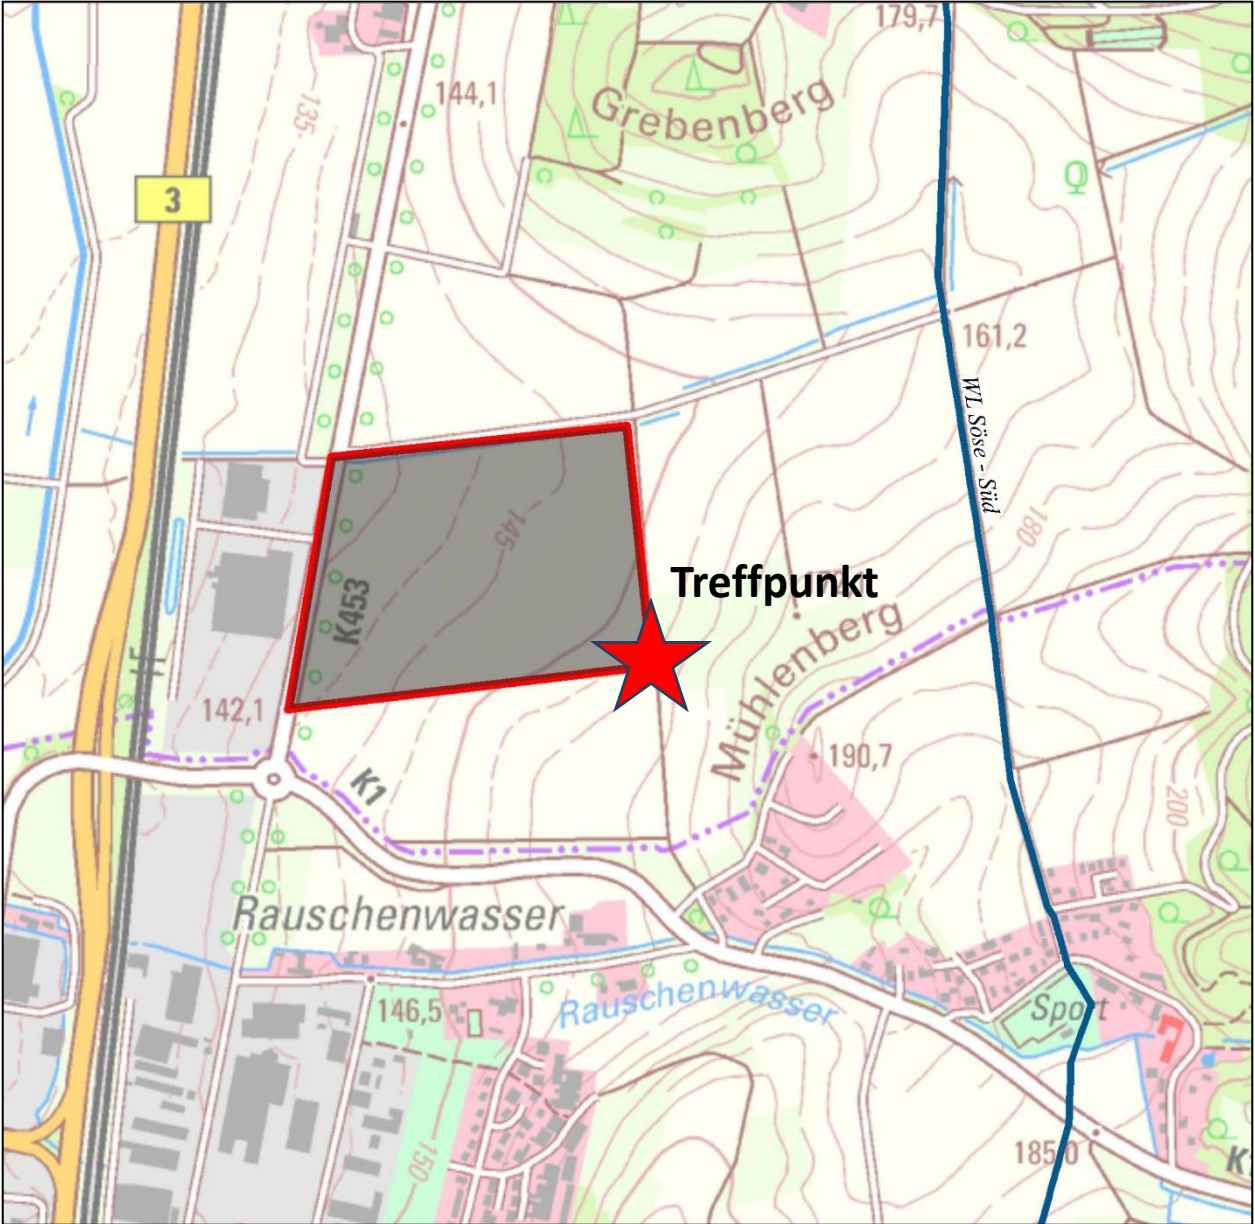 179,7
144,1
135
Grebenberg
3
161,2
WL Söse - Süd
180
145
Treffpunkt
K453
Mühlenberg
142,1
190,7
K1
200
Rauschenwasser
146,5
Rauschenwasser
Sport
150
185,0
K